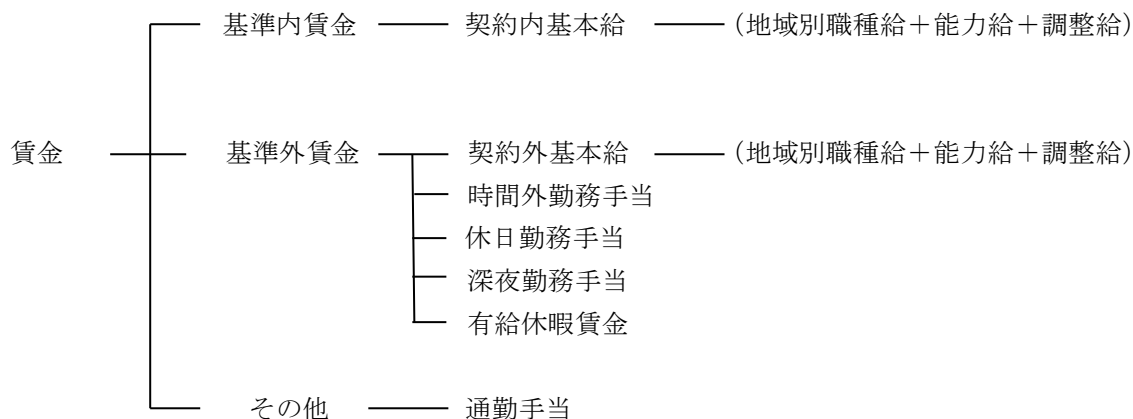 基準内賃金 契約内基本給 (地域別職種給+能力給+調整給)
賃金 基準外賃金 契約外基本給 (地域別職種給+能力給+調整給)
時間外勤務手当
休日勤務手当
深夜勤務手当
有給休暇賃金
その他 通勤手当